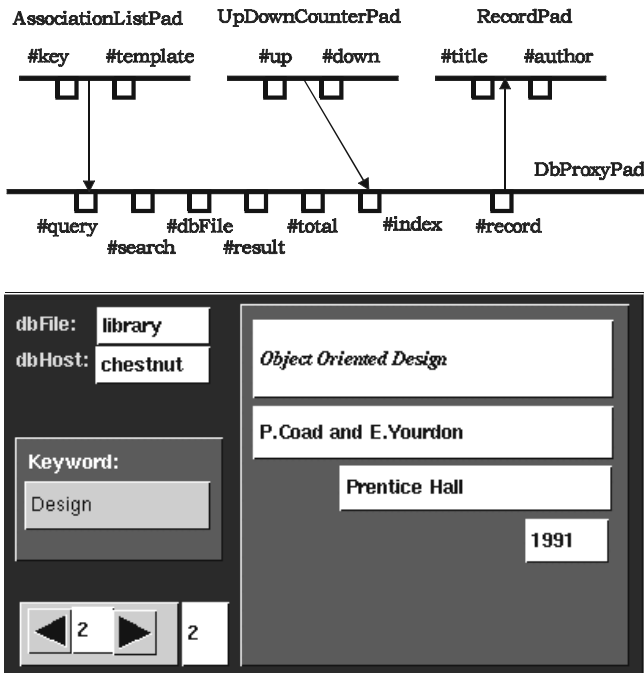 AssociationListPad UpDownCounterPad RecordPad
#key #template #up #down #title #author
DbProxyPad
#query #dbFile #total #index #record
#search #result
dbFile: library
dbHost: chestnut
Object Oriented Design
P.Coad and E.Yourdon
Keyword:
Prentice Hall
Design
1991
2 2